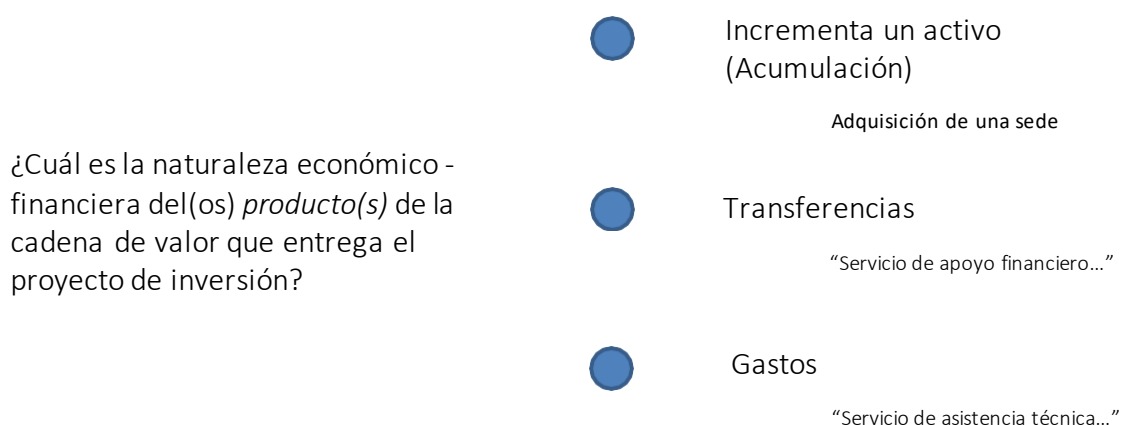 ¿Cuál es la naturaleza económico -
financiera del(os) producto(s) de la
cadena de valor que entrega el
proyecto de inversión?
Incrementa un activo
(Acumulación)
Adquisición de una sede
Transferencias
“Servicio de apoyo financiero...”
Gastos
“Servicio de asistencia técnica...”